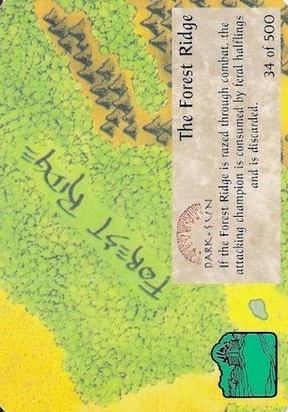 The Forest Ridge
If the Forest Ridge is razed through combat, the
attacking champion is consumed by feral halflings
and is discarded.
34 of 500
DARK SUN
FOREST RIDGE